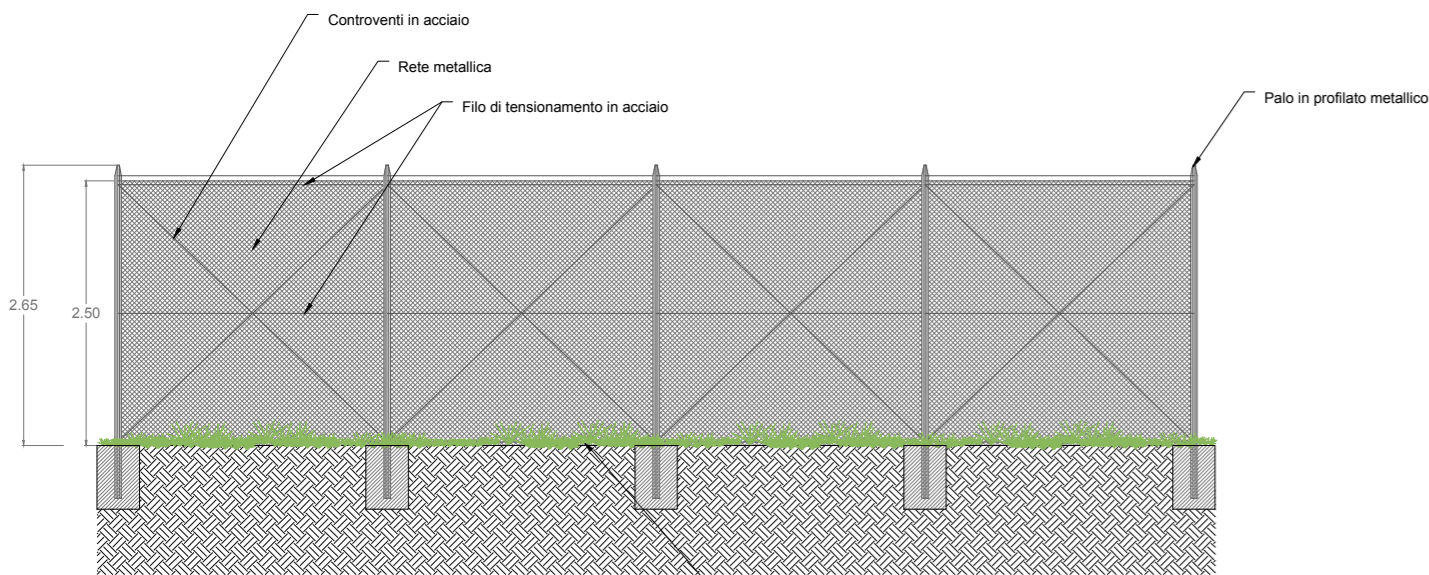 Controventi in acciaio
Rete metallica
Filo di tensionamento in acciaio
Palo in profilato metallico
2.65
2.50